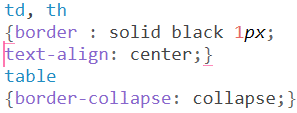 td, th
{border : solid black 1px;
text-align: center;}
table
{border-collapse: collapse;}